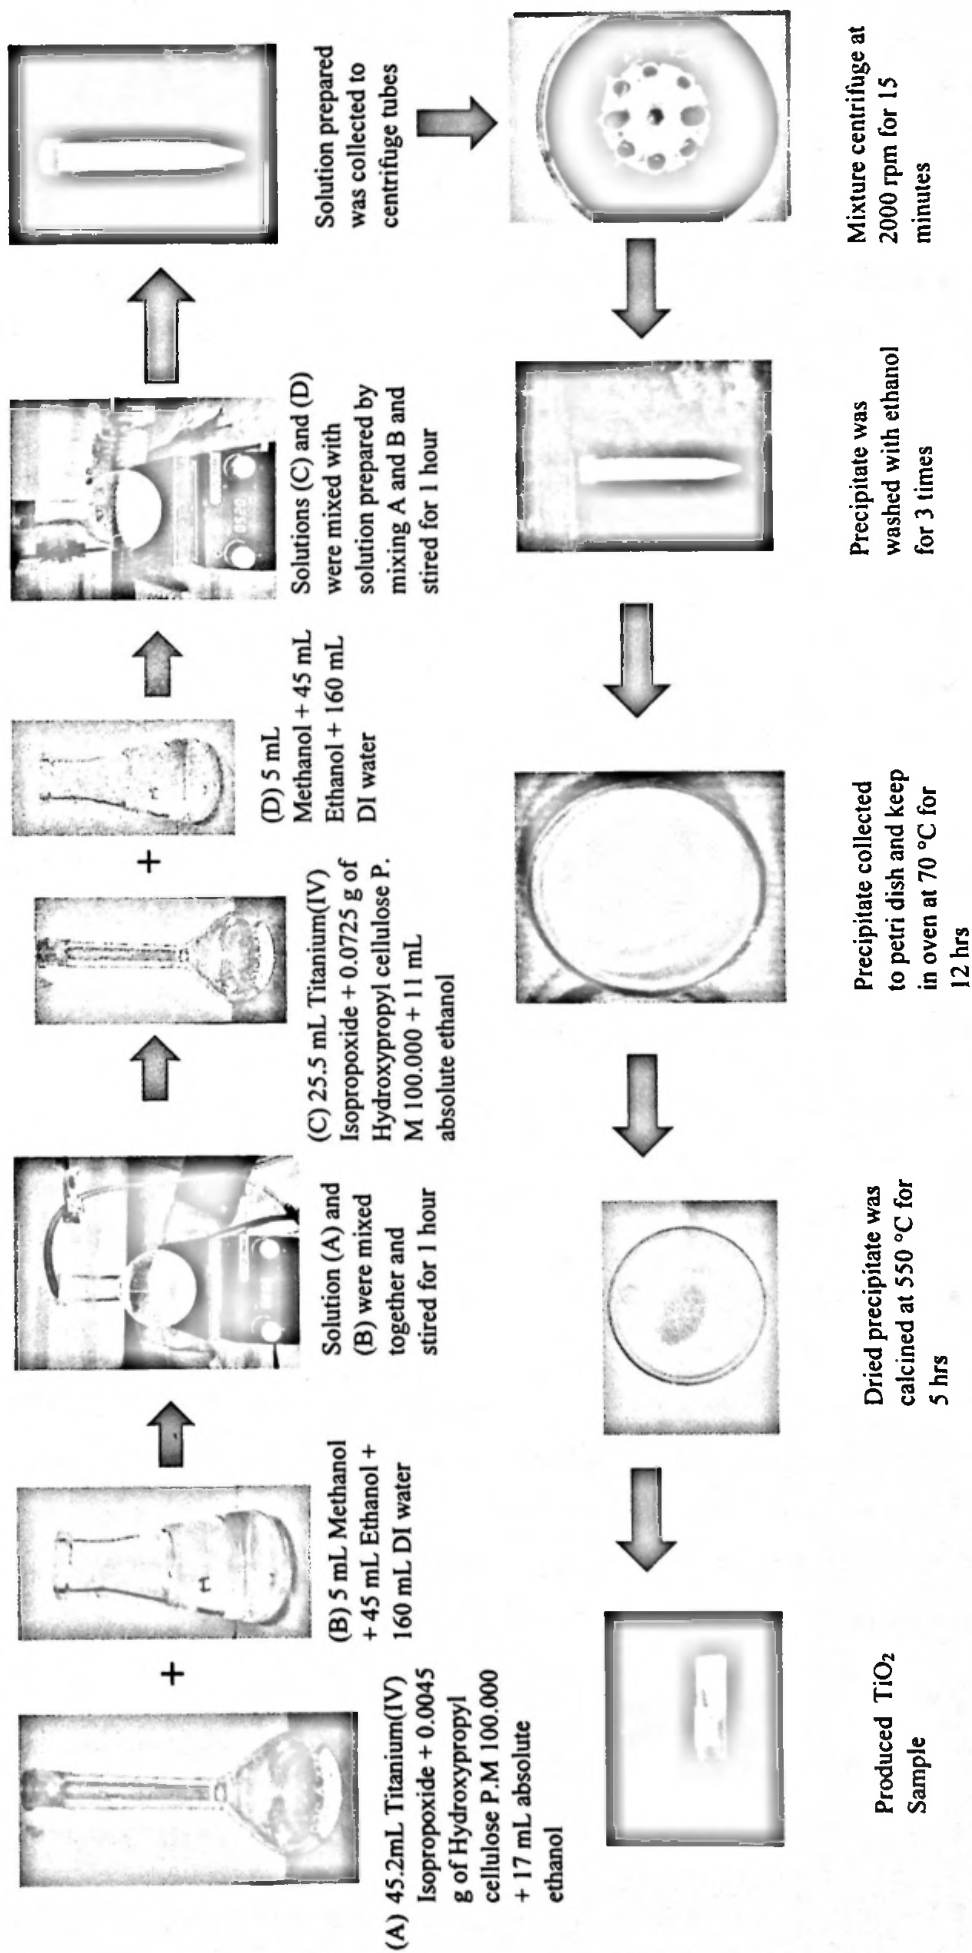 (A) 45.2mL Titanium(IV)
Isopropoxide + 0.0045
g of Hydroxypropyl
cellulose P.M 100.000
+ 17 mL absolute
ethanol
+
(B) 5 mL Methanol
+ 45 mL Ethanol +
160 mL DI water
Solution (A) and
(B) were mixed
together and
stired for 1 hour
(C) 25.5 mL Titanium(IV)
Isopropoxide + 0.0725 g of
Hydroxypropyl cellulose P.
M 100.000 + 11 mL
absolute ethanol
+
(D) 5 mL
Methanol + 45 mL
Ethanol + 160 mL
DI water
Solutions (C) and (D)
were mixed with
solution prepared by
mixing A and B and
stired for 1 hour
Solution prepared
was collected to
centrifuge tubes
Mixture centrifuge at
2000 rpm for 15
minutes
Precipitate was
washed with ethanol
for 3 times
Precipitate collected
to petri dish and keep
in oven at 70 °C for
12 hrs
Dried precipitate was
calcined at 550 °C for
5 hrs
Produced TiO₂
Sample